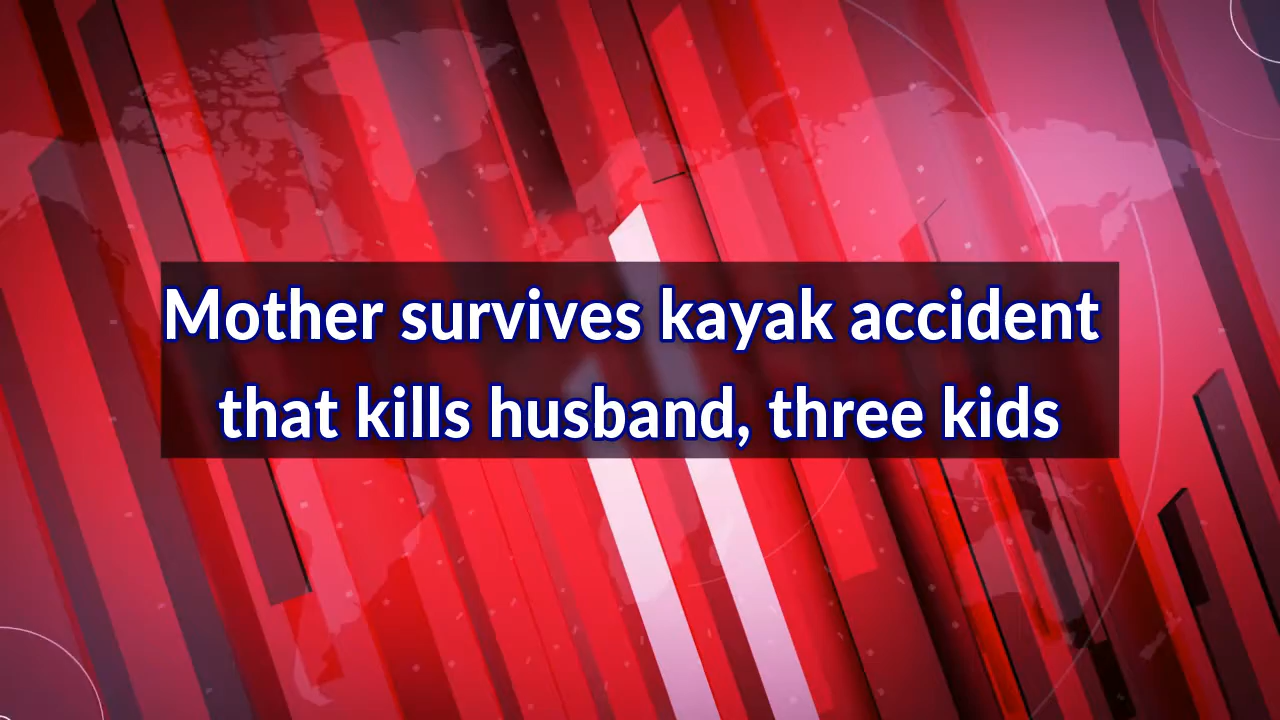 Mother survives kayak accident
that kills husband, three kids